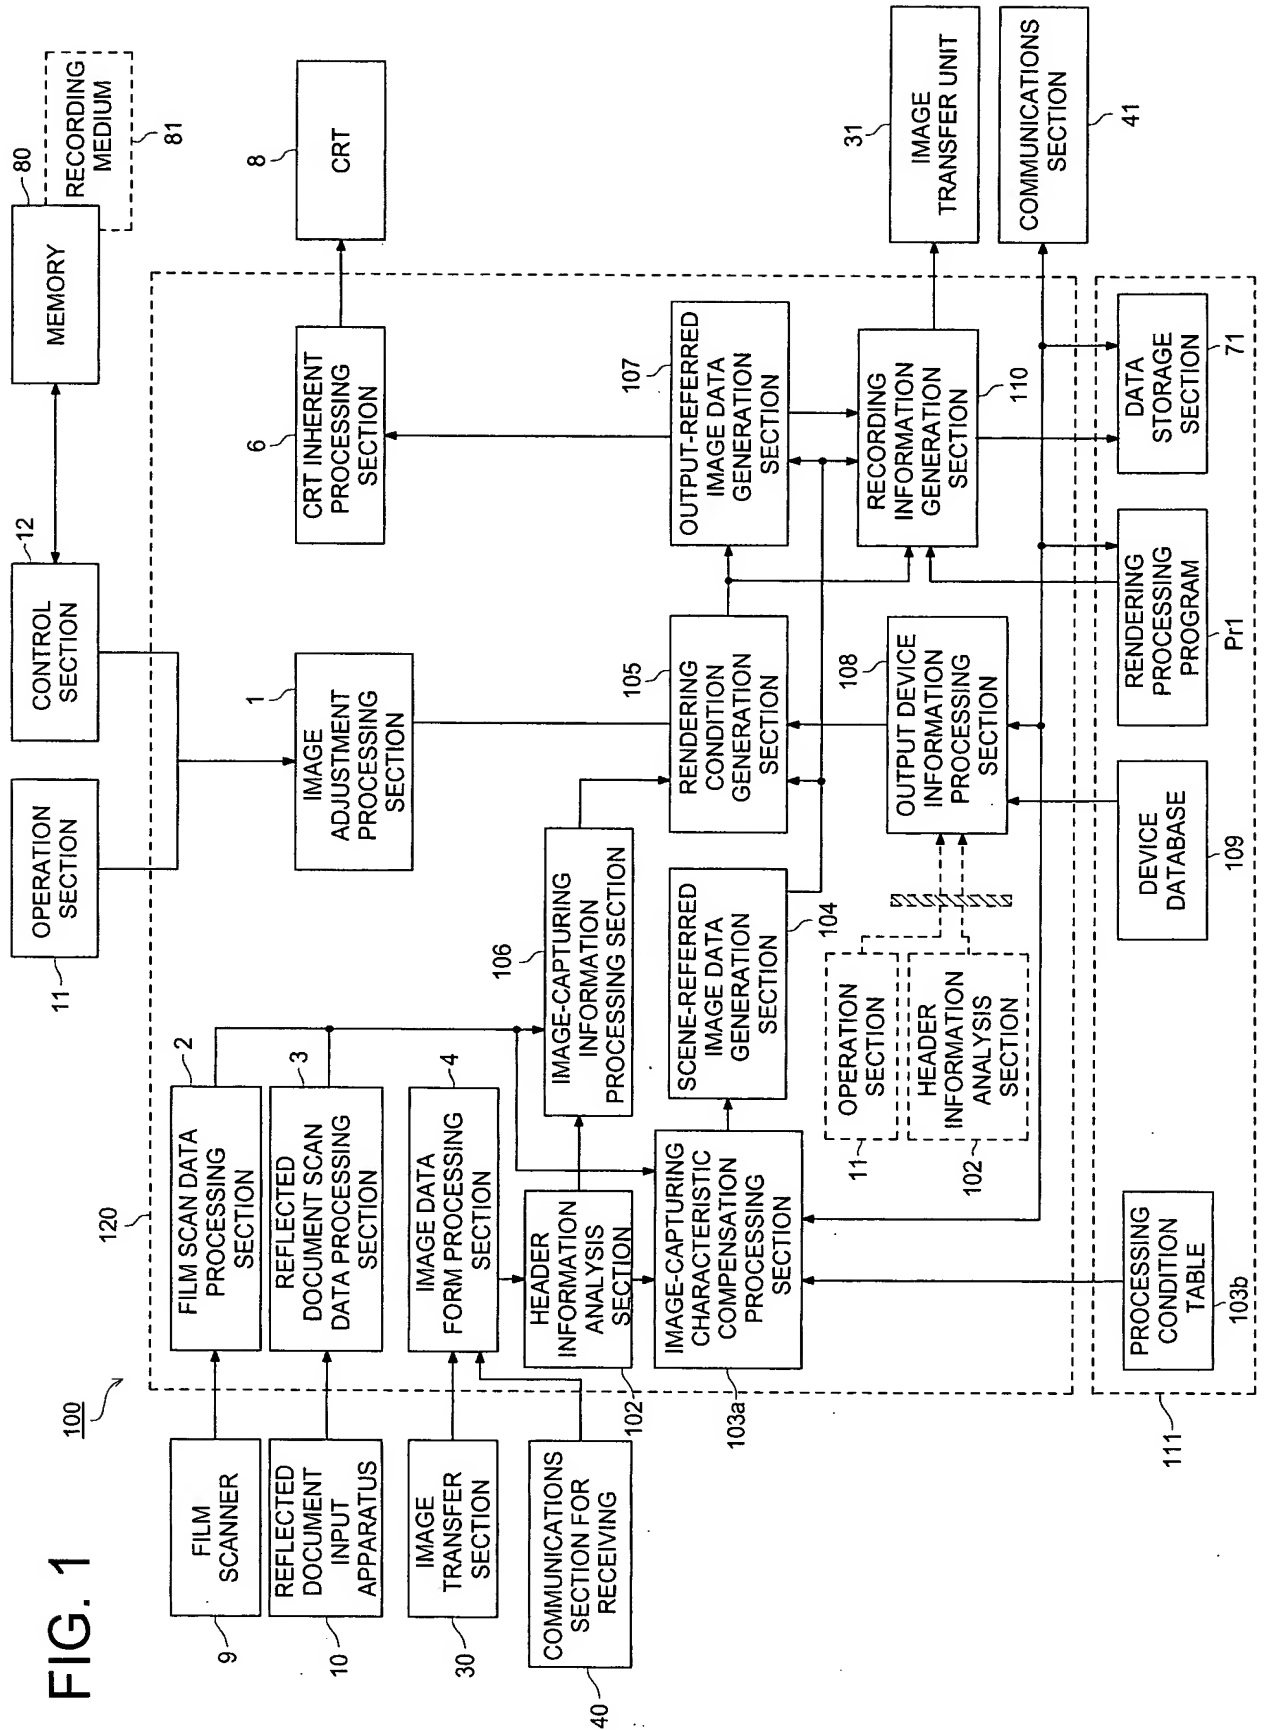 FIG. 1
100
120
FILM
SCANNER
9
REFLECTED
DOCUMENT
INPUT
APPARATUS
10
IMAGE
TRANSFER
SECTION
30
COMMUNICATIONS
SECTION FOR
RECEIVING
40
FILM SCAN DATA
PROCESSING
SECTION
2
REFLECTED
DOCUMENT SCAN
DATA PROCESSING
SECTION
3
IMAGE DATA
FORM PROCESSING
SECTION
4
HEADER
INFORMATION
ANALYSIS
SECTION
102
IMAGE-CAPTURING
CHARACTERISTIC
COMPENSATION
PROCESSING
SECTION
103a
IMAGE-CAPTURING
INFORMATION
PROCESSING SECTION
106
SCENE-REFERRED
IMAGE DATA
GENERATION
SECTION
104
OPERATION
SECTION
11
HEADER
INFORMATION
ANALYSIS
SECTION
102
OPERATION
SECTION
11
CONTROL
SECTION
12
MEMORY
80
RECORDING
MEDIUM
81
IMAGE
ADJUSTMENT
PROCESSING
SECTION
1
RENDERING
CONDITION
GENERATION
SECTION
105
OUTPUT DEVICE
INFORMATION
PROCESSING
SECTION
108
CRT INHERENT
PROCESSING
SECTION
6
OUTPUT-REFERRED
IMAGE DATA
GENERATION
SECTION
107
RECORDING
INFORMATION
GENERATION
SECTION
110
CRT
8
IMAGE
TRANSFER UNIT
31
COMMUNICATIONS
SECTION
41
111
PROCESSING
CONDITION
TABLE
103b
DEVICE
DATABASE
109
RENDERING
PROCESSING
PROGRAM
Pr1
DATA
STORAGE
SECTION
71